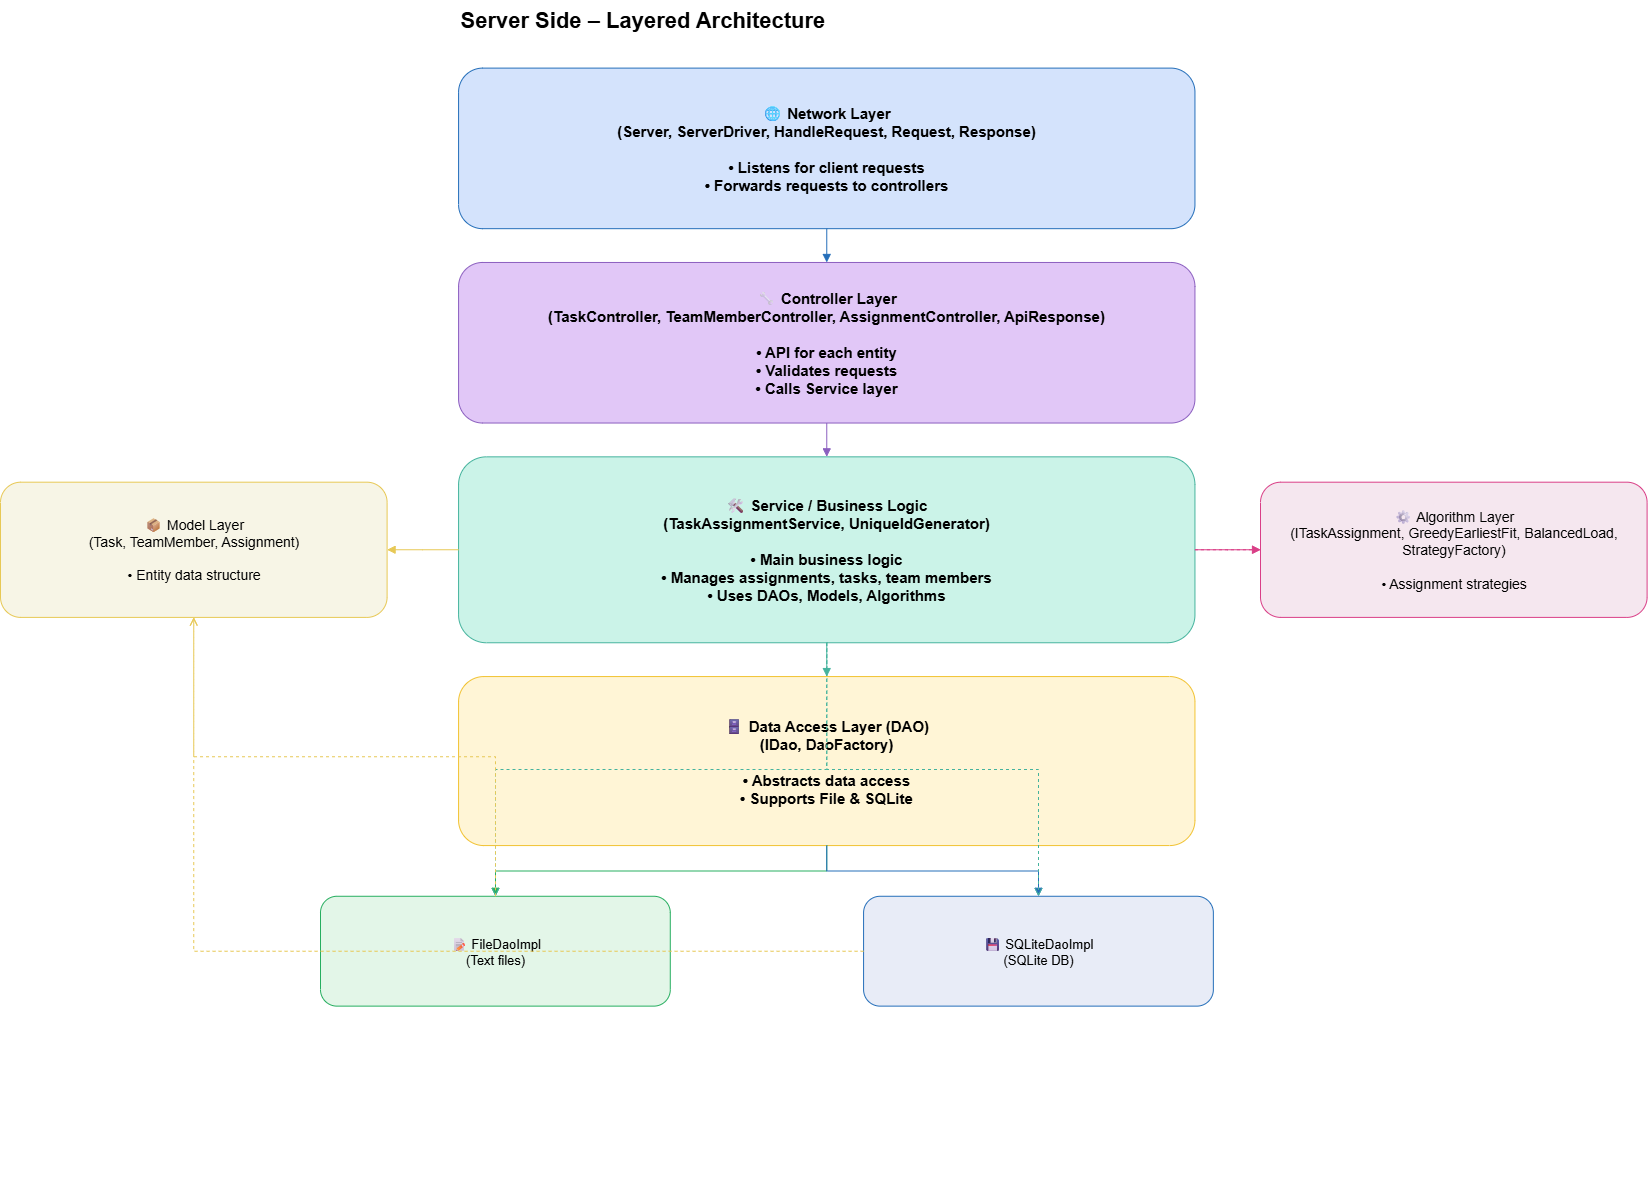 Server Side – Layered Architecture
🌐 Network Layer
(Server, ServerDriver, HandleRequest, Request, Response)
• Listens for client requests
• Forwards requests to controllers
Controller Layer
(TaskController, TeamMemberController, AssignmentController, ApiResponse)
• API for each entity
• Validates requests
• Calls Service layer
📦 Model Layer
(Task, TeamMember, Assignment)
• Entity data structure
🛠 Service / Business Logic
(TaskAssignmentService, UniqueIdGenerator)
• Main business logic
• Manages assignments, tasks, team members
• Uses DAOs, Models, Algorithms
⚙️ Algorithm Layer
(ITaskAssignment, GreedyEarliestFit, BalancedLoad,
StrategyFactory)
• Assignment strategies
🗄 Data Access Layer (DAO)
(IDao, DaoFactory)
• Abstracts data access
• Supports File & SQLite
📝 FileDaoImpl
(Text files)
💾 SQLiteDaoImpl
(SQLite DB)